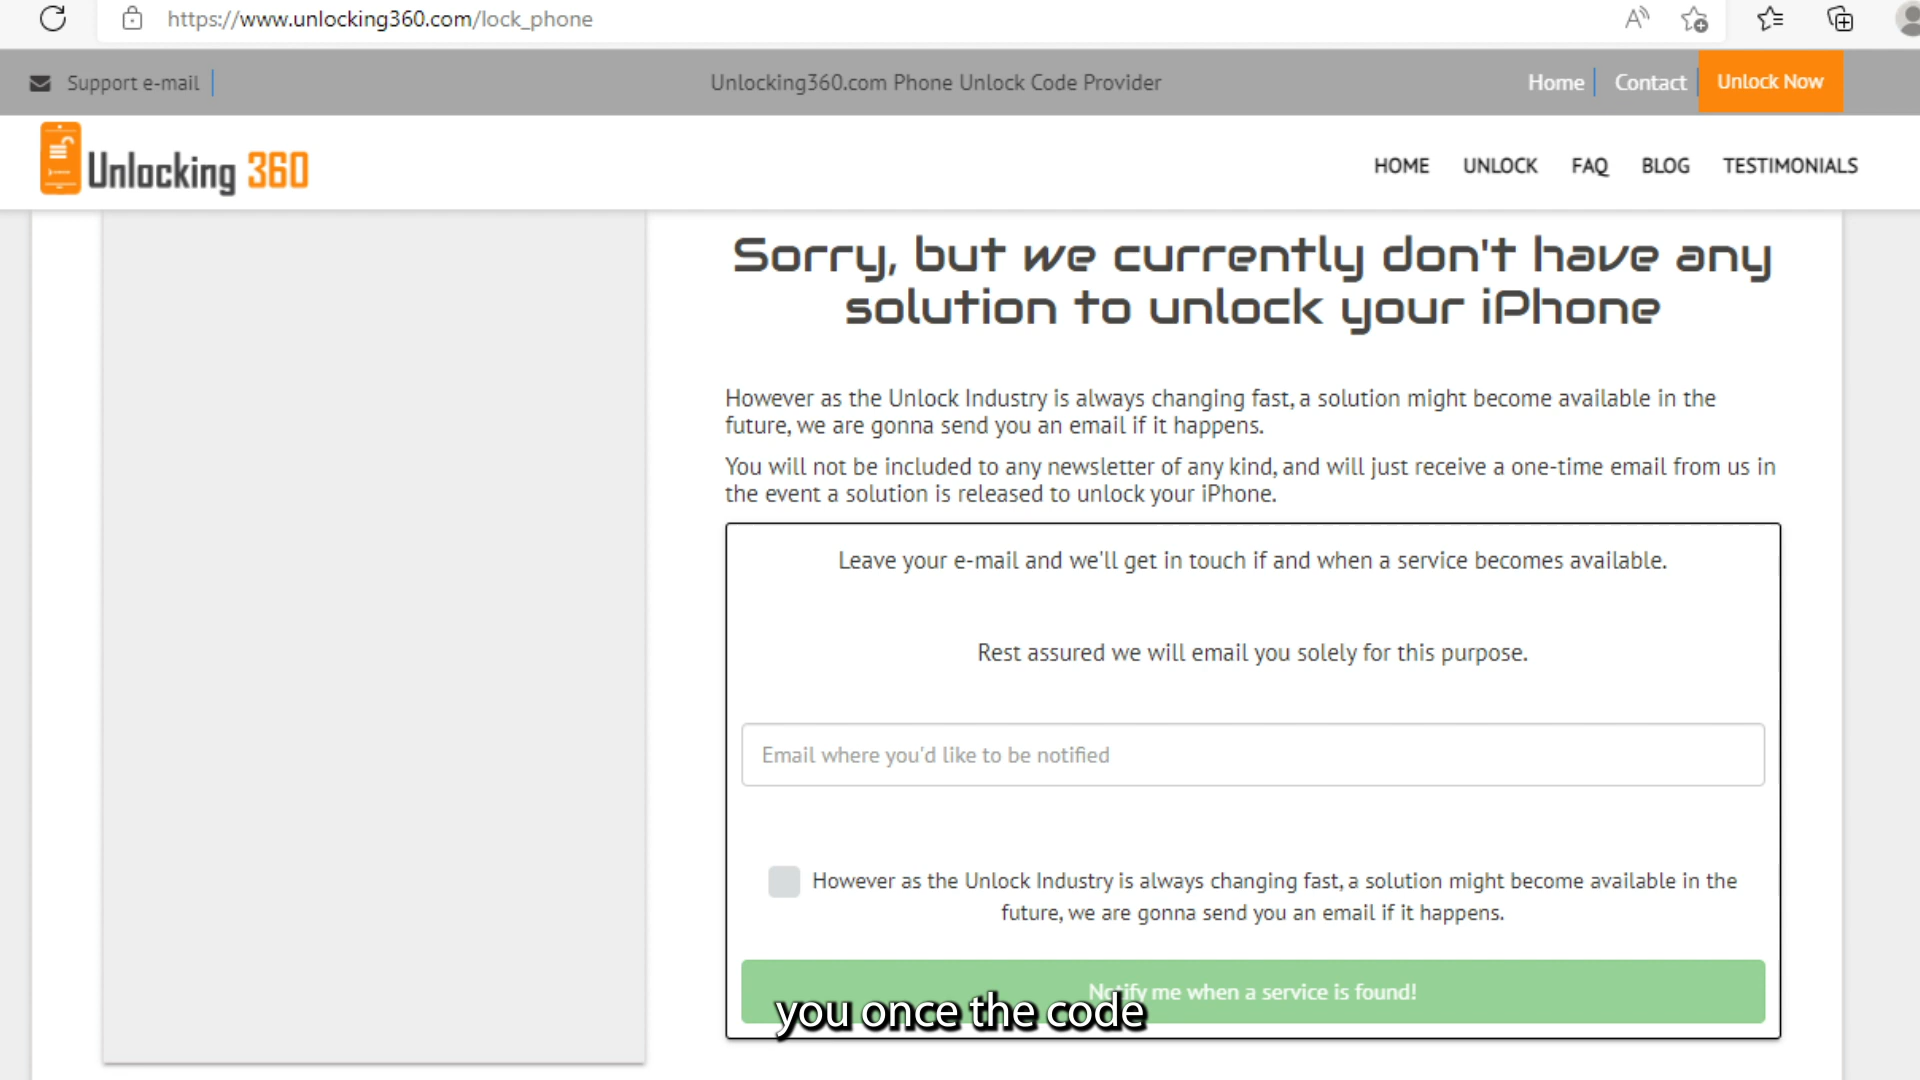 https://www.unlocking360.com/lock_phone
Support e-mail
Unlocking360.com Phone Unlock Code Provider
Home
Contact
Unlock Now
Unlocking 360
HOME
UNLOCK
FAQ
BLOG
TESTIMONIALS
Sorry, but we currently don't have any
solution to unlock your iPhone
However as the Unlock Industry is always changing fast, a solution might become available in the
future, we are gonna send you an email if it happens.
You will not be included to any newsletter of any kind, and will just receive a one-time email from us in
the event a solution is released to unlock your iPhone.
Leave your e-mail and we'll get in touch if and when a service becomes available.
Rest assured we will email you solely for this purpose.
Email where you'd like to be notified
However as the Unlock Industry is always changing fast, a solution might become available in the
future, we are gonna send you an email if it happens.
Notify me when a service is found!
you once the code